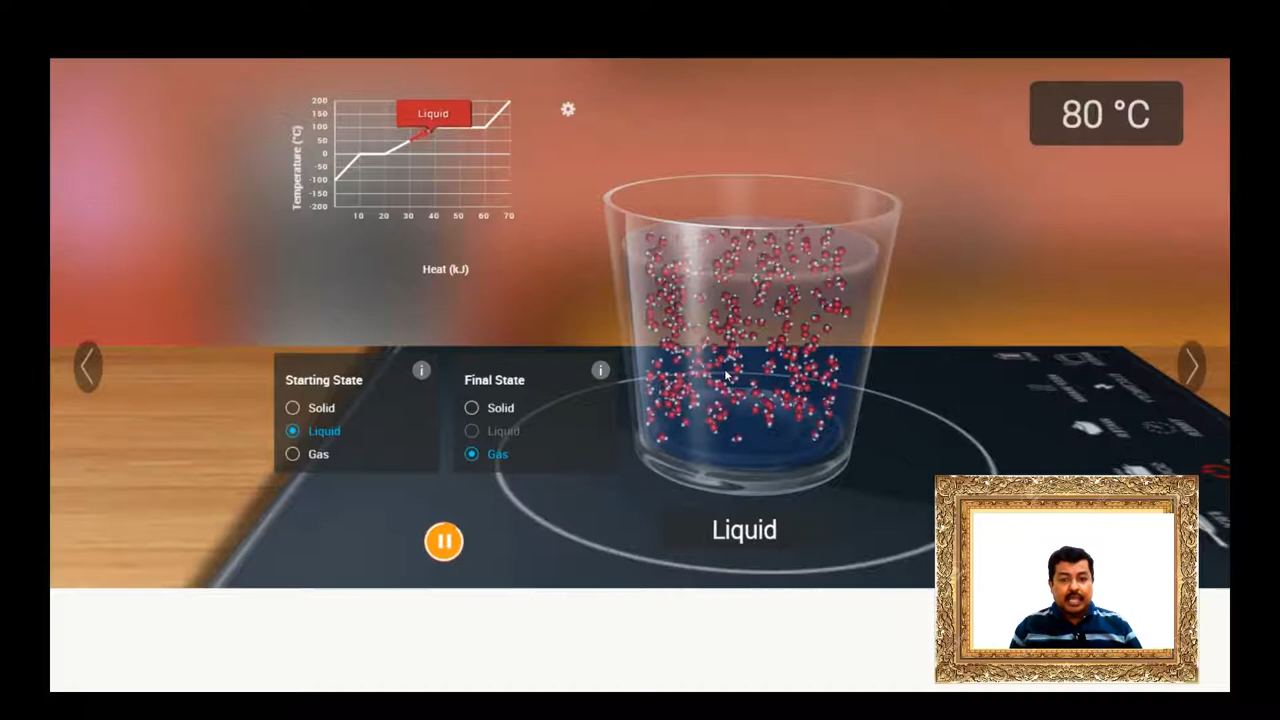 200
150
100
50
0
-50
-100
-150
-200
Temperature (°C)
10 20 30 40 50 60 70
Heat (kJ)
Liquid
80 °C
Starting State
i
Solid
Liquid
Gas
Final State
i
Solid
Liquid
Gas
Liquid